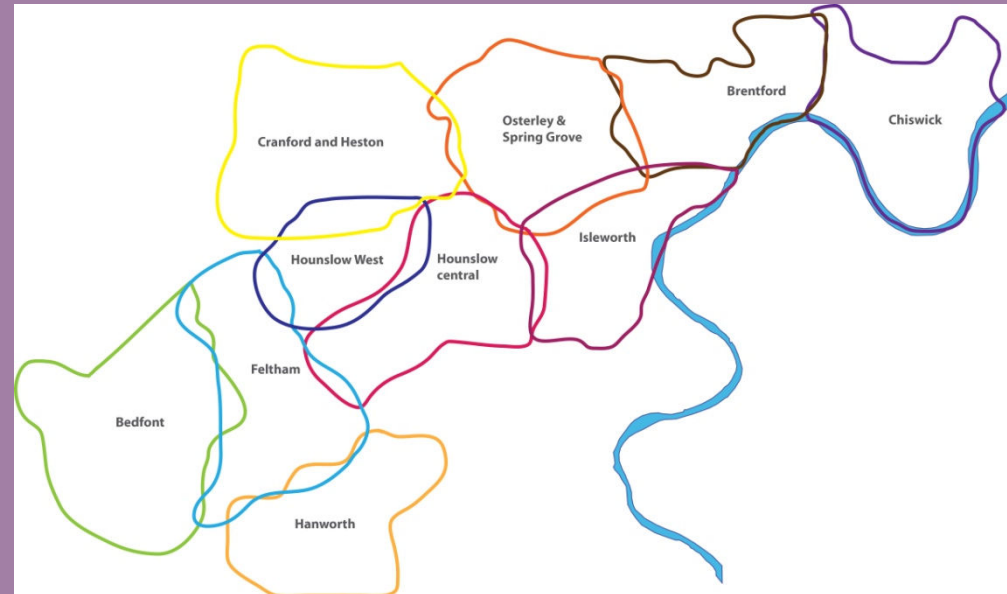 Brentford
Chiswick
Osterley &
Spring Grove
Cranford and Heston
Isleworth
Hounslow West
Hounslow
central
Feltham
Bedfont
Hanworth